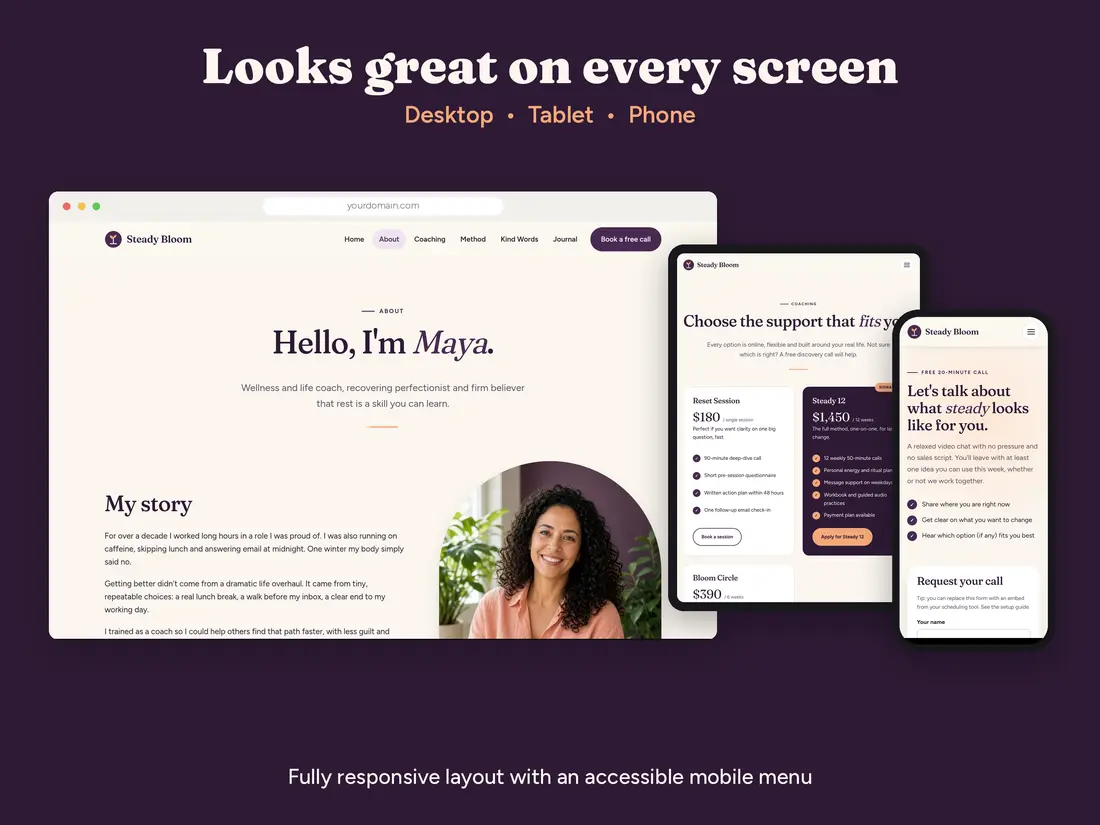 Looks great on every screen
Desktop • Tablet • Phone
yourdomain.com
Steady Bloom
Home About Coaching Method Kind Words Journal Book a free call
ABOUT
Hello, I'm Maya.
Wellness and life coach, recovering perfectionist and firm believer
that rest is a skill you can learn.
My story
For over a decade I worked long hours in a role I was proud of. I was also running on
caffeine, skipping lunch and answering email at midnight. One winter my body simply
said no.
Getting better didn't come from a dramatic life overhaul. It came from tiny,
repeatable choices: a real lunch break, a walk before my inbox, a clear end to my
working day.
I trained as a coach so I could help others find that path faster, with less guilt and
Steady Bloom
COACHING
Choose the support that fits
Every option is online, flexible and built around your real life. Not sure
which is right? A free discovery call will help.
Reset Session
$180 / single session
Perfect if you want clarity on one big
question, fast
90-minute deep-dive call
Short pre-session questionnaire
Written action plan within 48 hours
One follow-up email check-in
Book a session
Steady 12
$1,450 / 12 weeks
The full method, one-on-one, for
change.
12 weekly 50-minute calls
Personal energy and ritual
Message support on weekdays
Workbook and guided audio
practices
Payment plan available
Apply for Steady 12
Bloom Circle
$390 / 6 weeks
Steady Bloom
FREE 20-MINUTE CALL
Let's talk about
what steady looks
like for you.
A relaxed video chat with no pressure and
no sales script. You'll leave with at least
one idea you can use this week, whether
or not we work together.
Share where you are right now
Get clear on what you want to change
Hear which option (if any) fits you best
Request your call
Tip: you can replace this form with an embed
from your scheduling tool. See the setup guide
Your name
Fully responsive layout with an accessible mobile menu